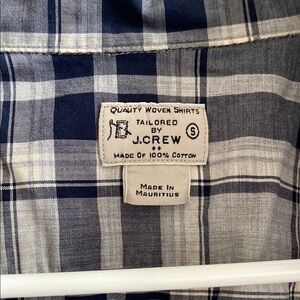 QUALITY WOVEN SHIRTS
TAILORED
BY
J.CREW
S
MADE OF 100% COTTON
MADE IN
MAURITIUS